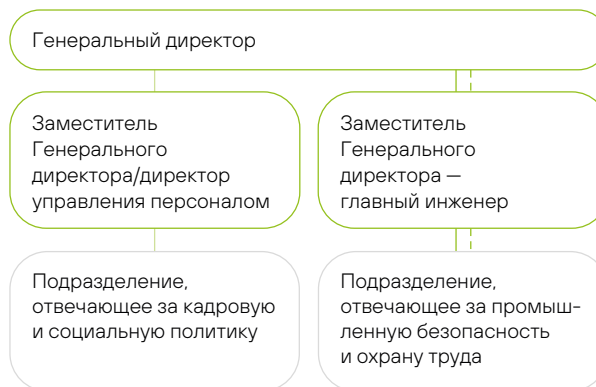 Генеральный директор
Заместитель
Генерального
директора/директор
управления персоналом
Заместитель
Генерального
директора —
главный инженер
Подразделение,
отвечающее за кадровую
и социальную политику
Подразделение,
отвечающее за промыш-
ленную безопасность
и охрану труда